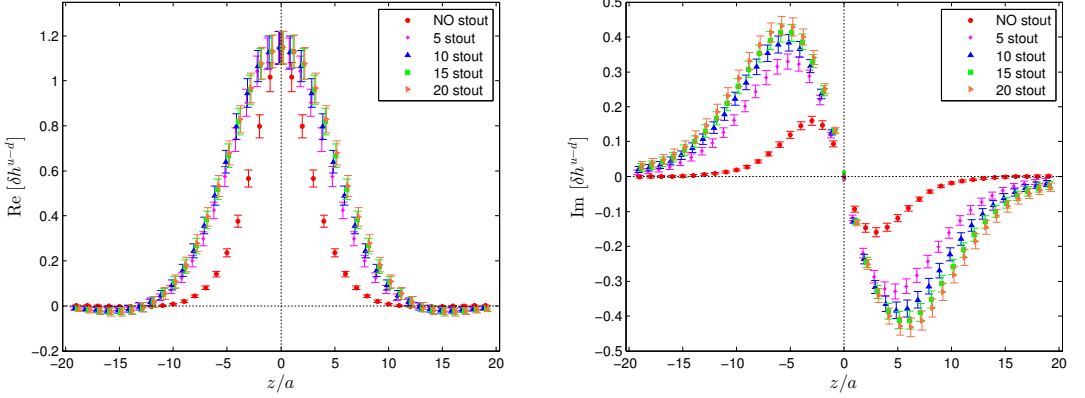 NO stout
5 stout
10 stout
15 stout
20 stout
1.2
1
0.8
0.6
0.4
0.2
0
−0.2
Re [δh^{u−d}]
−20 −15 −10 −5 0 5 10 15 20
z/a
NO stout
5 stout
10 stout
15 stout
20 stout
0.5
0.4
0.3
0.2
0.1
0
−0.1
−0.2
−0.3
−0.4
−0.5
Im [δh^{u−d}]
−20 −15 −10 −5 0 5 10 15 20
z/a